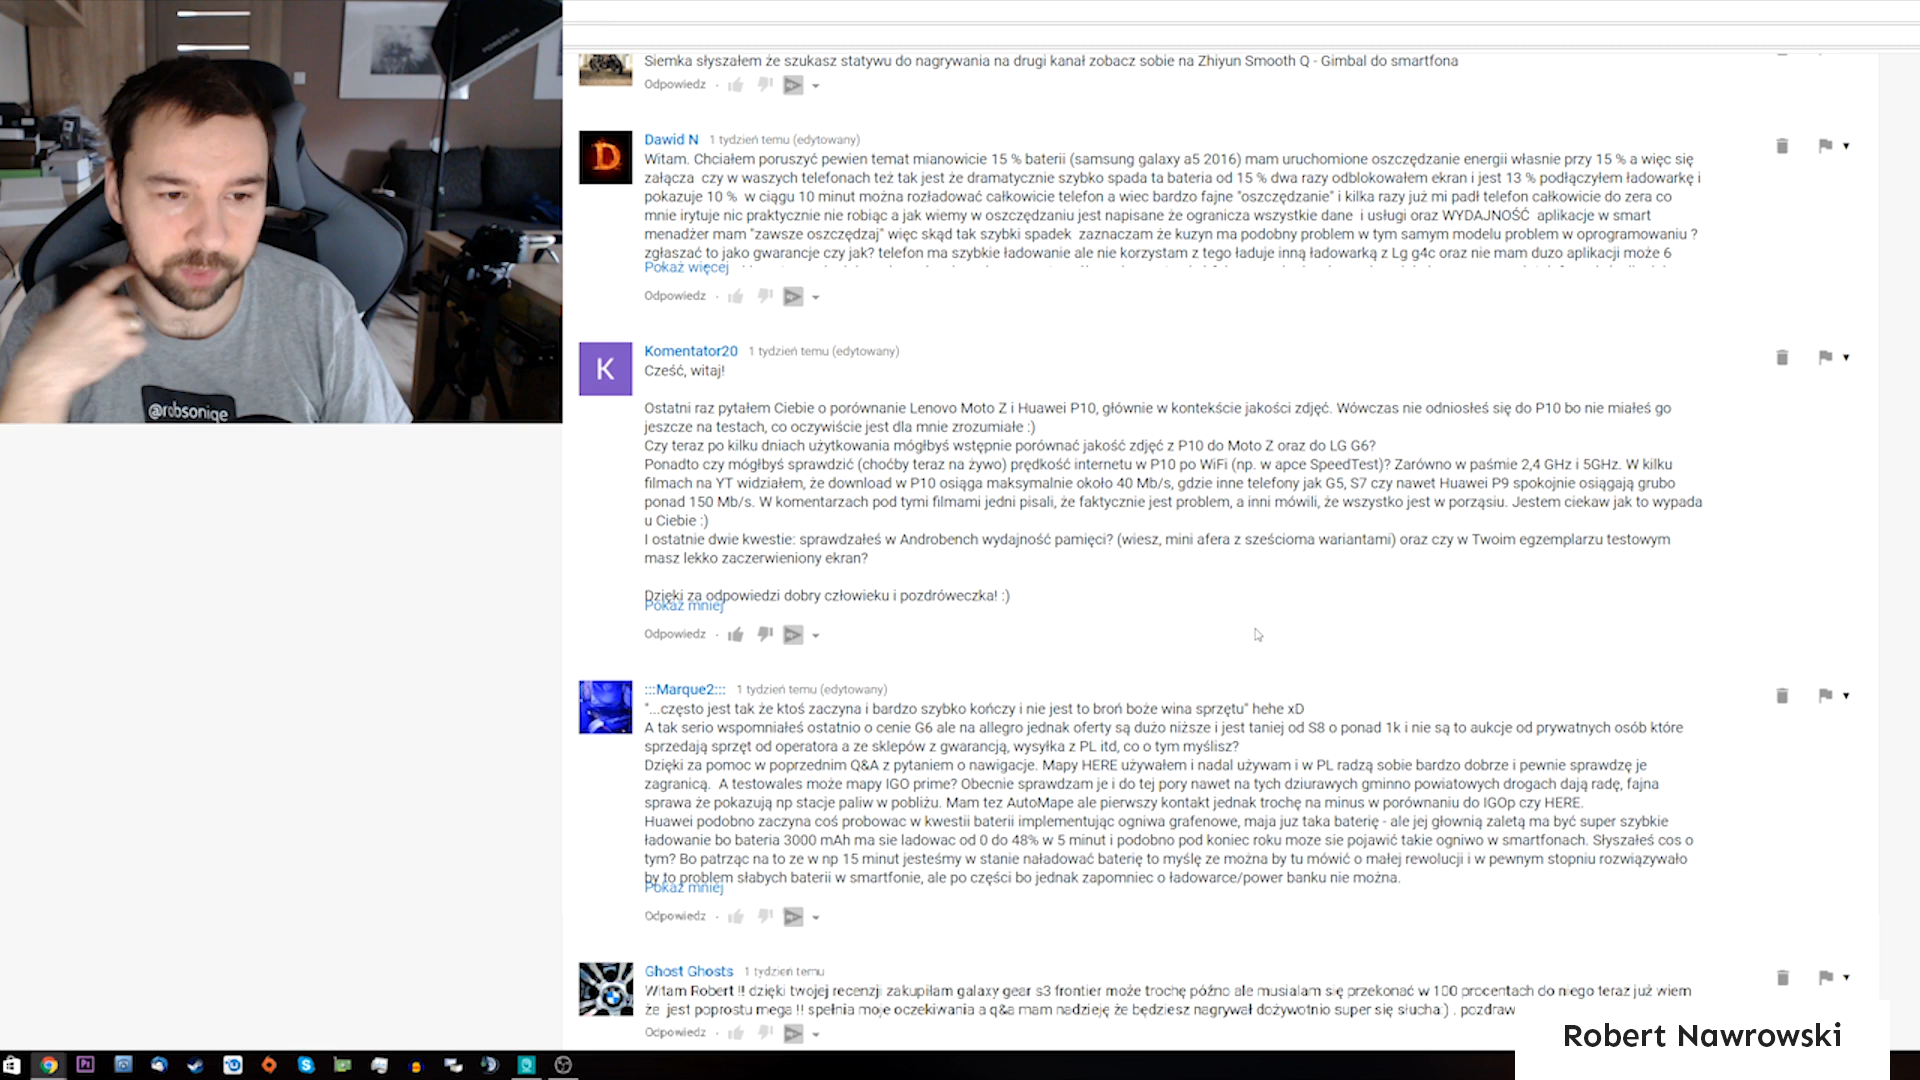 POWERLUX
@robsonique
Siemka słyszałem że szukasz statywu do nagrywania na drugi kanał zobacz sobie na Zhiyun Smooth Q - Gimbal do smartfona
Odpowiedz ·
D
Dawid N 1 tydzień temu (edytowany)
Witam. Chciałem poruszyć pewien temat mianowicie 15 % baterii (samsung galaxy a5 2016) mam uruchomione oszczędzanie energii własnie przy 15 % a więc się
załącza czy w waszych telefonach też tak jest że dramatycznie szybko spada ta bateria od 15 % dwa razy odblokowałem ekran i jest 13 % podłączyłem ładowarkę i
pokazuje 10 % w ciągu 10 minut można rozładować całkowicie telefon a wiec bardzo fajne "oszczędzanie" i kilka razy już mi padł telefon całkowicie do zera co
mnie irytuje nic praktycznie nie robiąc a jak wiemy w oszczędzaniu jest napisane że ogranicza wszystkie dane i usługi oraz WYDAJNOŚĆ aplikacje w smart
menadżer mam "zawsze oszczędzaj" więc skąd tak szybki spadek zaznaczam że kuzyn ma podobny problem w tym samym modelu problem w oprogramowaniu ?
zgłaszać to jako gwarancje czy jak? telefon ma szybkie ładowanie ale nie korzystam z tego ładuje inną ładowarką z Lg g4c oraz nie mam duzo aplikacji może 6
Pokaż więcej
Odpowiedz ·
K
Komentator20 1 tydzień temu (edytowany)
Cześć, witaj!
Ostatni raz pytałem Ciebie o porównanie Lenovo Moto Z i Huawei P10, głównie w kontekście jakości zdjęć. Wówczas nie odniosłeś się do P10 bo nie miałeś go
jeszcze na testach, co oczywiście jest dla mnie zrozumiałe :)
Czy teraz po kilku dniach użytkowania mógłbyś wstępnie porównać jakość zdjęć z P10 do Moto Z oraz do LG G6?
Ponadto czy mógłbyś sprawdzić (choćby teraz na żywo) prędkość internetu w P10 po WiFi (np. w apce SpeedTest)? Zarówno w paśmie 2,4 GHz i 5GHz. W kilku
filmach na YT widziałem, że download w P10 osiąga maksymalnie około 40 Mb/s, gdzie inne telefony jak G5, S7 czy nawet Huawei P9 spokojnie osiągają grubo
ponad 150 Mb/s. W komentarzach pod tymi filmami jedni pisali, że faktycznie jest problem, a inni mówili, że wszystko jest w porząsiu. Jestem ciekaw jak to wypada
u Ciebie :)
I ostatnie dwie kwestie: sprawdzałeś w Androbench wydajność pamięci? (wiesz, mini afera z sześcioma wariantami) oraz czy w Twoim egzemplarzu testowym
masz lekko zaczerwieniony ekran?
Dzięki za odpowiedzi dobry człowieku i pozdróweczka! :)
Pokaż mniej
Odpowiedz ·
:::Marque2::: 1 tydzień temu (edytowany)
"...często jest tak że ktoś zaczyna i bardzo szybko kończy i nie jest to broń boże wina sprzętu" hehe xD
A tak serio wspomniałeś ostatnio o cenie G6 ale na allegro jednak oferty są dużo niższe i jest taniej od S8 o ponad 1k i nie są to aukcje od prywatnych osób które
sprzedają sprzęt od operatora a ze sklepów z gwarancją, wysyłka z PL itd, co o tym myślisz?
Dzięki za pomoc w poprzednim Q&A z pytaniem o nawigacje. Mapy HERE używałem i nadal używam i w PL radzą sobie bardzo dobrze i pewnie sprawdzę je
zagranicą. A testowales może mapy IGO prime? Obecnie sprawdzam je i do tej pory nawet na tych dziurawych gminno powiatowych drogach dają radę, fajna
sprawa że pokazują np stacje paliw w pobliżu. Mam tez AutoMape ale pierwszy kontakt jednak trochę na minus w porównaniu do IGOp czy HERE.
Huawei podobno zaczyna coś probowac w kwestii baterii implementując ogniwa grafenowe, maja juz taka baterię - ale jej głownią zaletą ma być super szybkie
ładowanie bo bateria 3000 mAh ma sie ladowac od 0 do 48% w 5 minut i podobno pod koniec roku moze sie pojawić takie ogniwo w smartfonach. Słyszałeś cos o
tym? Bo patrząc na to ze w np 15 minut jesteśmy w stanie naładować baterię to myślę ze można by tu mówić o małej rewolucji i w pewnym stopniu rozwiązywało
by to problem słabych baterii w smartfonie, ale po części bo jednak zapomniec o ładowarce/power banku nie można.
Pokaż mniej
Odpowiedz ·
Ghost Ghosts 1 tydzień temu
Witam Robert !! dzięki twojej recenzji zakupiłam galaxy gear s3 frontier może trochę późno ale musialam się przekonać w 100 procentach do niego teraz już wiem
że jest poprostu mega !! spełnia moje oczekiwania a q&a mam nadzieję że będziesz nagrywał dożywotnio super się słucha:) . pozdraw
Odpowiedz ·
Robert Nawrowski